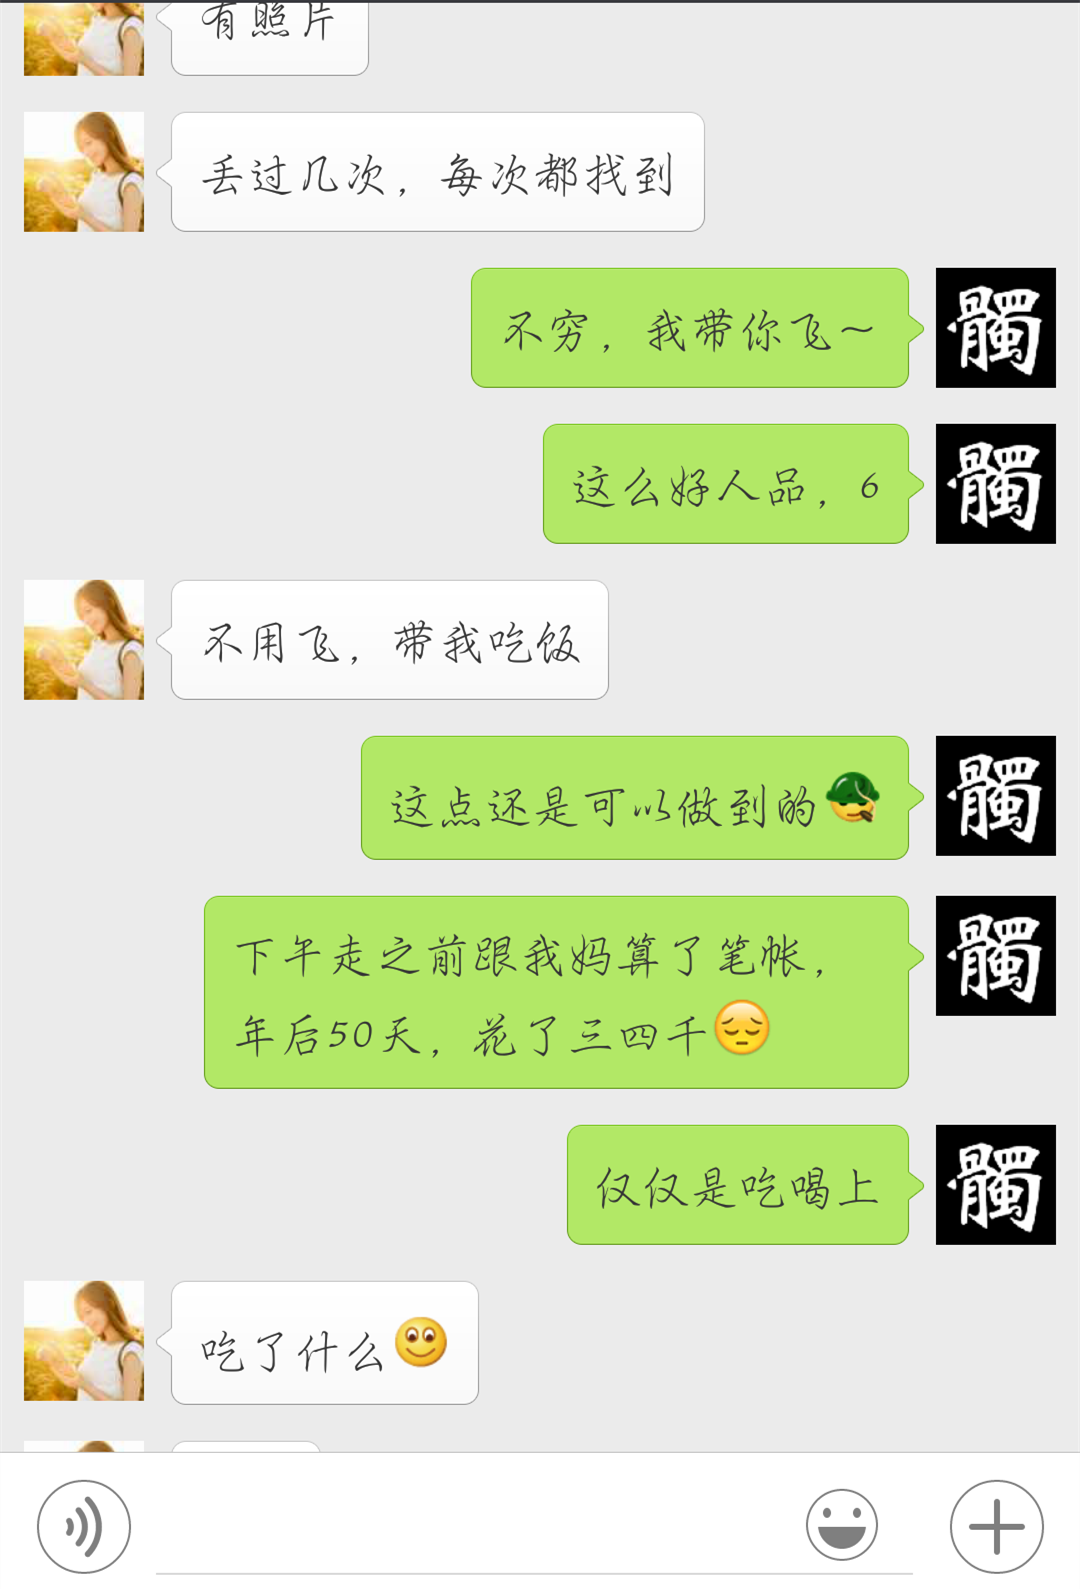 有照片
丢过几次，每次都找到
不穷，我带你飞～
髑
这么好人品，6
髑
不用飞，带我吃饭
这点还是可以做到的
髑
下午走之前跟我妈算了笔帐，
年后50天，花了三四千
髑
仅仅是吃喝上
髑
吃了什么